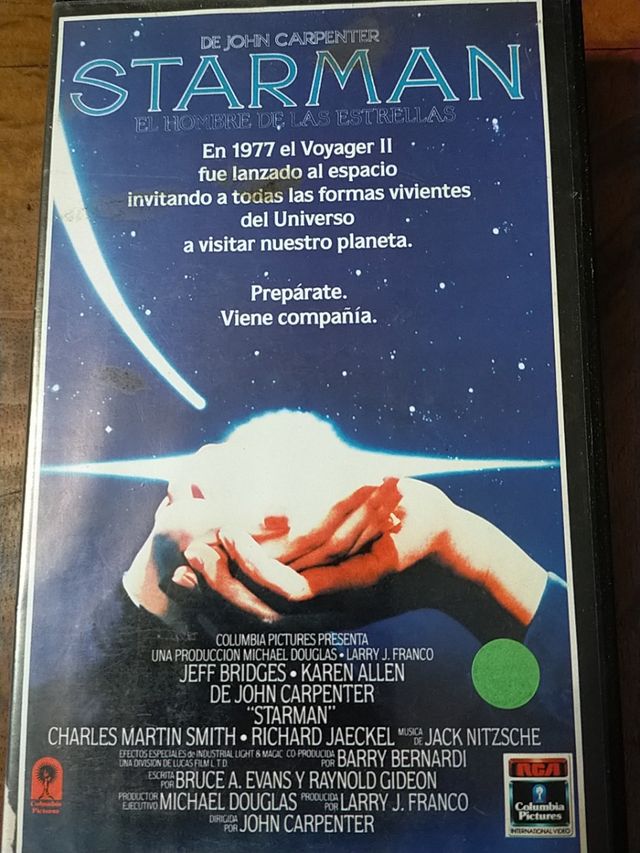 DE JOHN CARPENTER
STARMAN
EL HOMBRE DE LAS ESTRELLAS
En 1977 el Voyager II
fue lanzado al espacio
invitando a todas las formas vivientes
del Universo
a visitar nuestro planeta.
Prepárate.
Viene compañía.
COLUMBIA PICTURES PRESENTA
UNA PRODUCCION MICHAEL DOUGLAS • LARRY J. FRANCO
JEFF BRIDGES • KAREN ALLEN
DE JOHN CARPENTER
"STARMAN"
CHARLES MARTIN SMITH • RICHARD JAECKEL MUSICA DE JACK NITZSCHE
EFECTOS ESPECIALES de INDUSTRIAL LIGHT & MAGIC CO-PRODUCIDA POR BARRY BERNARDI
UNA DIVISION DE LUCAS FILM L.T.D.
ESCRITA POR BRUCE A. EVANS Y RAYNOLD GIDEON
PRODUCTOR EJECUTIVO MICHAEL DOUGLAS PRODUCIDA POR LARRY J. FRANCO
DIRIGIDA POR JOHN CARPENTER
Columbia
Pictures
RCA
Columbia
Pictures
INTERNATIONAL VIDEO